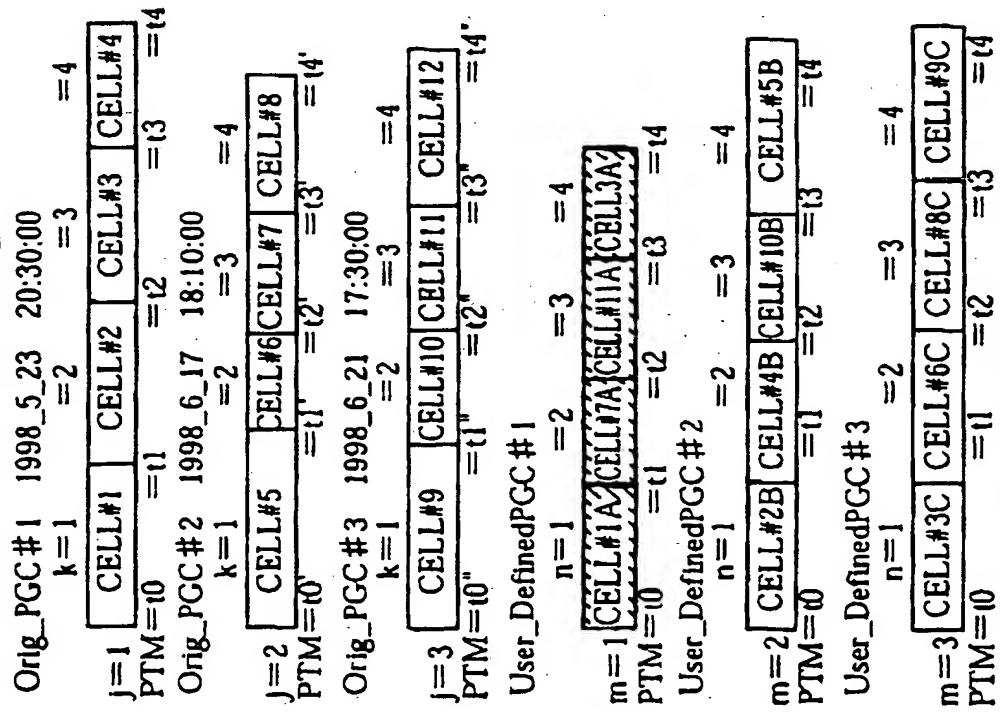 Orig_PGC#1 1998_5_23 20:30:00
k=1 =2 =3 =4
j=1 CELL#1 CELL#2 CELL#3 CELL#4
PTM=t0 =t1 =t2 =t3 =t4
Orig_PGC#2 1998_6_17 18:10:00
k=1 =2 =3 =4
j=2 CELL#5 CELL#6 CELL#7 CELL#8
PTM=t0' =t1' =t2' =t3' =t4'
Orig_PGC#3 1998_6_21 17:30:00
k=1 =2 =3 =4
j=3 CELL#9 CELL#10 CELL#11 CELL#12
PTM=t0" =t1" =t2" =t3" =t4"
User_DefinedPGC#1
n=1 =2 =3 =4
m=1 CELL#1A CELL#7A CELL#11A CELL3A
PTM=t0 =t1 =t2 =t3 =t4
User_DefinedPGC#2
n=1 =2 =3 =4
m=2 CELL#2B CELL#4B CELL#10B CELL#5B
PTM=t0 =t1 =t2 =t3 =t4
User_DefinedPGC#3
n=1 =2 =3 =4
m=3 CELL#3C CELL#6C CELL#8C CELL#9C
PTM=t0 =t1 =t2 =t3 =t4